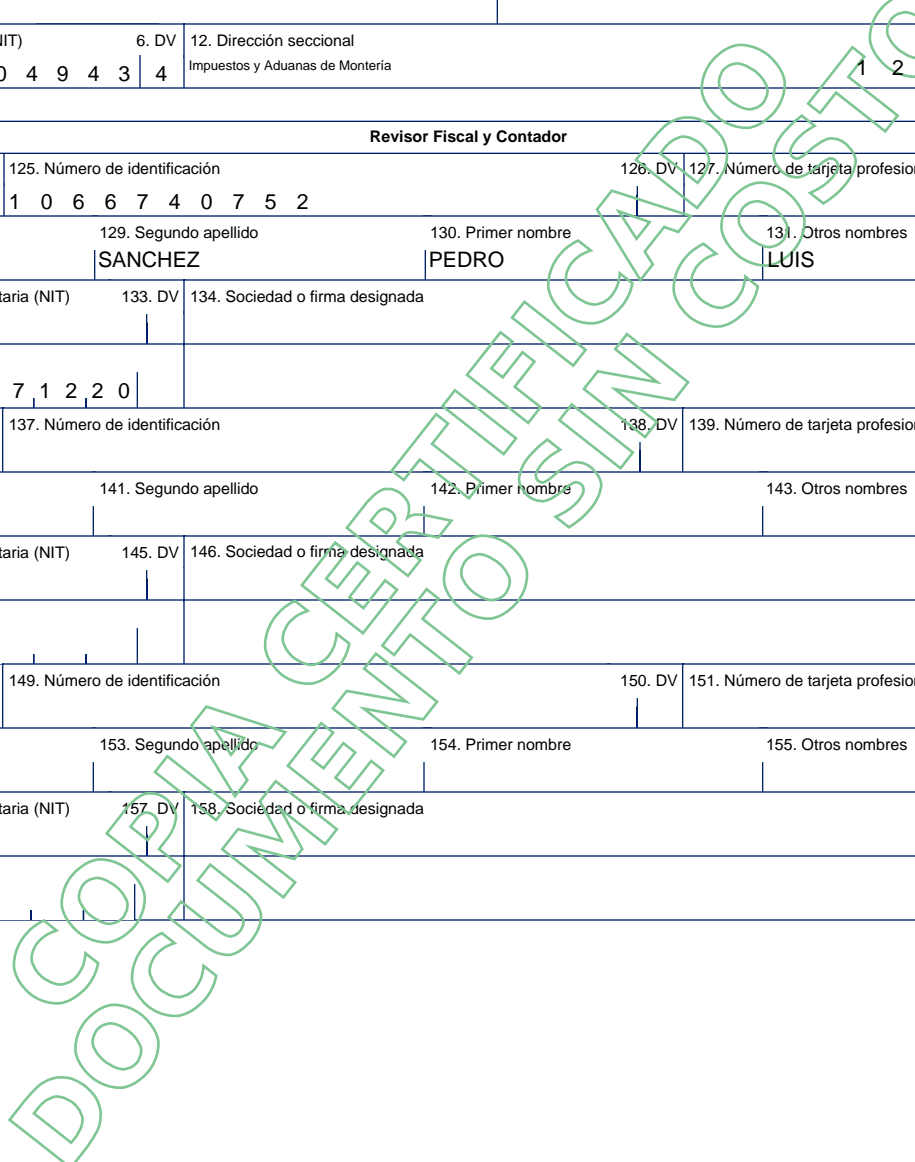 NIT) 6. DV 12. Dirección seccional
0 4 9 4 3 4 Impuestos y Aduanas de Montería 1 2
Revisor Fiscal y Contador
125. Número de identificación 126. DV 127. Número de tarjeta profesion
1 0 6 6 7 4 0 7 5 2
129. Segundo apellido 130. Primer nombre 131. Otros nombres
SANCHEZ PEDRO LUIS
taria (NIT) 133. DV 134. Sociedad o firma designada
7 1 2 2 0
137. Número de identificación 138. DV 139. Número de tarjeta profesion
141. Segundo apellido 142. Primer nombre 143. Otros nombres
taria (NIT) 145. DV 146. Sociedad o firma designada
149. Número de identificación 150. DV 151. Número de tarjeta profesion
153. Segundo apellido 154. Primer nombre 155. Otros nombres
taria (NIT) 157. DV 158. Sociedad o firma designada
COPIA CERTIFICADO
DOCUMENTO SIN COSTO